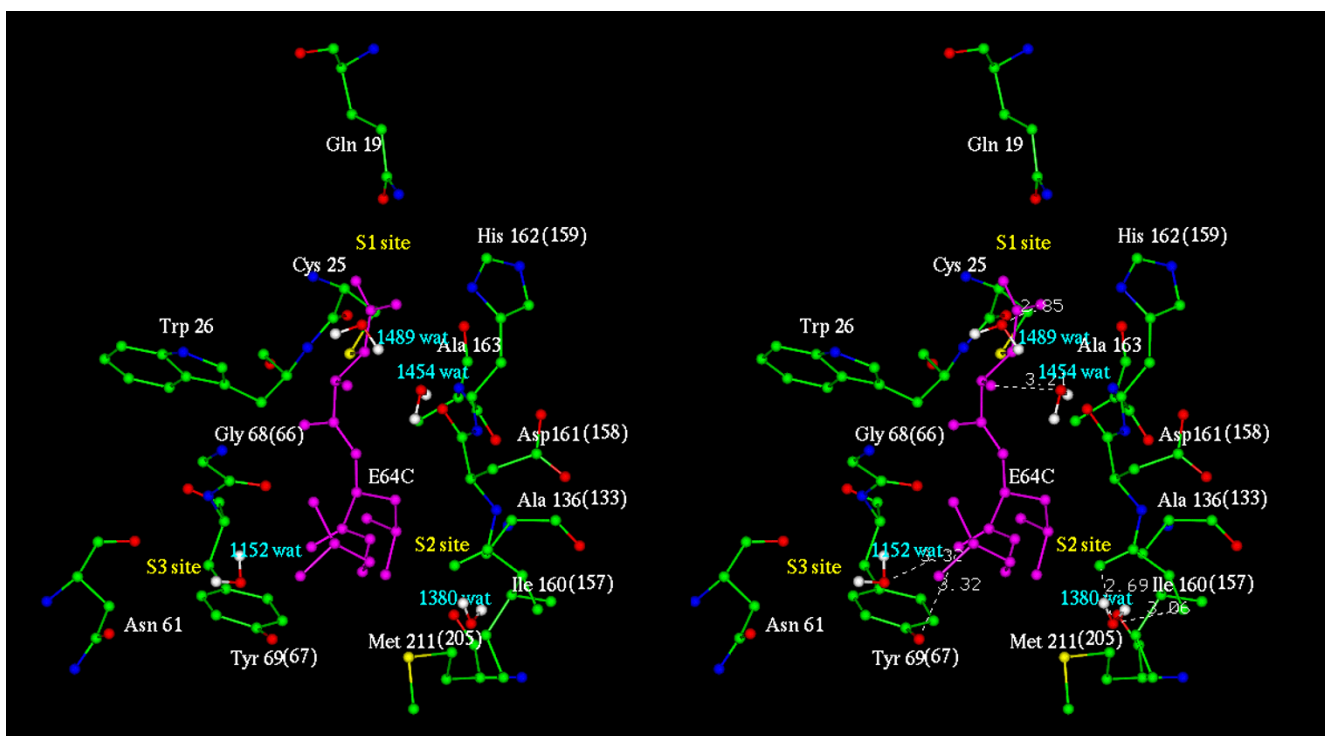 Gln 19
S1 site
His 162(159)
Cys 25
Trp 26
1489 wat
Ala 163
1454 wat
Gly 68(66)
Asp161(158)
E64C
Ala 136(133)
1152 wat
S2 site
S3 site
Ile 160(157)
1380 wat
Asn 61
Met 211(205)
Tyr 69(67)
Gln 19
S1 site
His 162(159)
Cys 25
2.85
Trp 26
1489 wat
Ala 163
1454 wat
3.21
Gly 68(66)
Asp161(158)
E64C
Ala 136(133)
1152 wat
S2 site
3.32
S3 site
3.32
2.69
Ile 160(157)
1380 wat
3.06
Asn 61
Met 211(205)
Tyr 69(67)